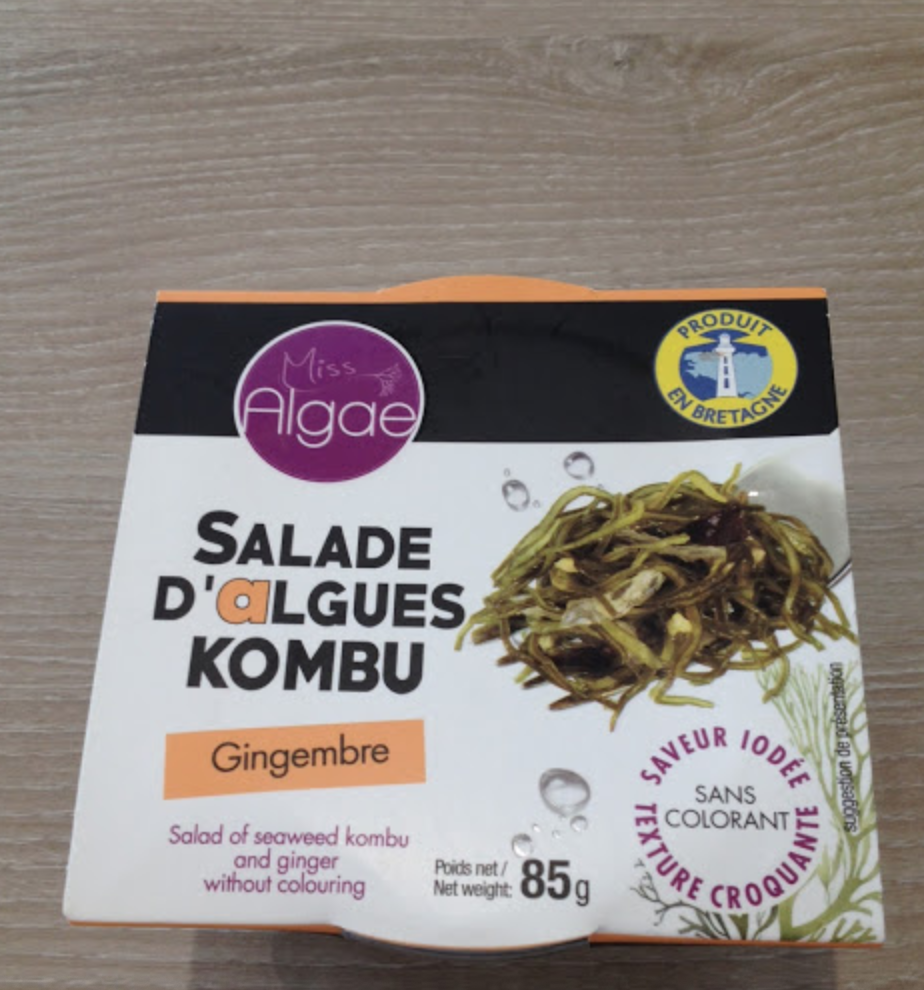 Miss
Algae
PRODUIT
EN BRETAGNE
SALADE
D'aLGUES
KOMBU
Gingembre
Salad of seaweed kombu
and ginger
without colouring
Poids net /
Net weight: 85g
SAVEUR IODÉE
SANS
COLORANT
TEXTURE CROQUANTE
suggestion de présentation